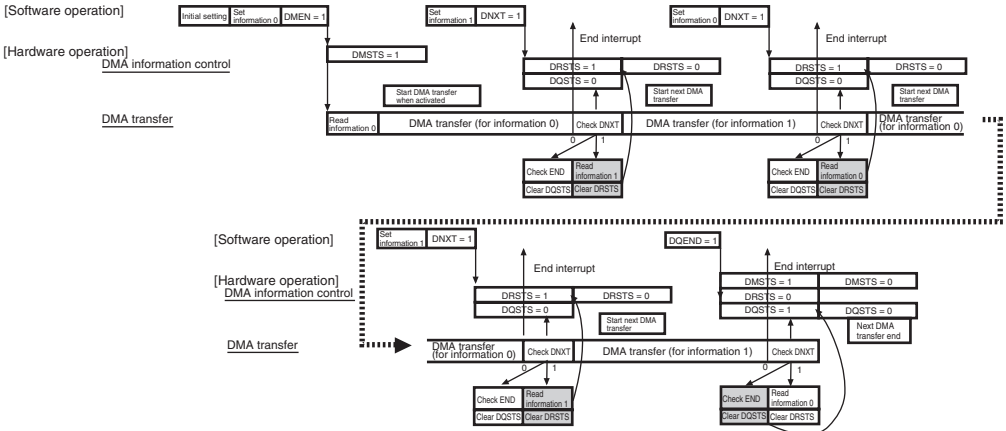 [Software operation]
Initial setting
Set
information 0
DMEN = 1
Set
information 1
DNXT = 1
Set
information 0
DNXT = 1
End interrupt
End interrupt
[Hardware operation]
DMA information control
DMSTS = 1
DRSTS = 1
DRSTS = 0
DQSTS = 0
DRSTS = 1
DRSTS = 0
DQSTS = 0
Start DMA transfer
when activated
Start next DMA
transfer
Start next DMA
transfer
DMA transfer
Read
information 0
DMA transfer (for information 0)
Check DNXT
DMA transfer (for information 1)
Check DNXT
DMA transfer
(for information 0)
0
1
0
1
Check END
Read
information 1
Clear DQSTS
Clear DRSTS
Check END
Read
information 0
Clear DQSTS
Clear DRSTS
[Software operation]
Set
information 1
DNXT = 1
DQEND = 1
End interrupt
End interrupt
[Hardware operation]
DMA information control
DRSTS = 1
DRSTS = 0
DQSTS = 0
DMSTS = 1
DMSTS = 0
DRSTS = 0
DQSTS = 1
DQSTS = 0
Start next DMA
transfer
Next DMA
transfer end
DMA transfer
DMA transfer
(for information 0)
Check DNXT
DMA transfer (for information 1)
Check DNXT
0
1
0
1
Check END
Read
information 1
Clear DQSTS
Clear DRSTS
Check END
Read
information 0
Clear DQSTS
Clear DRSTS